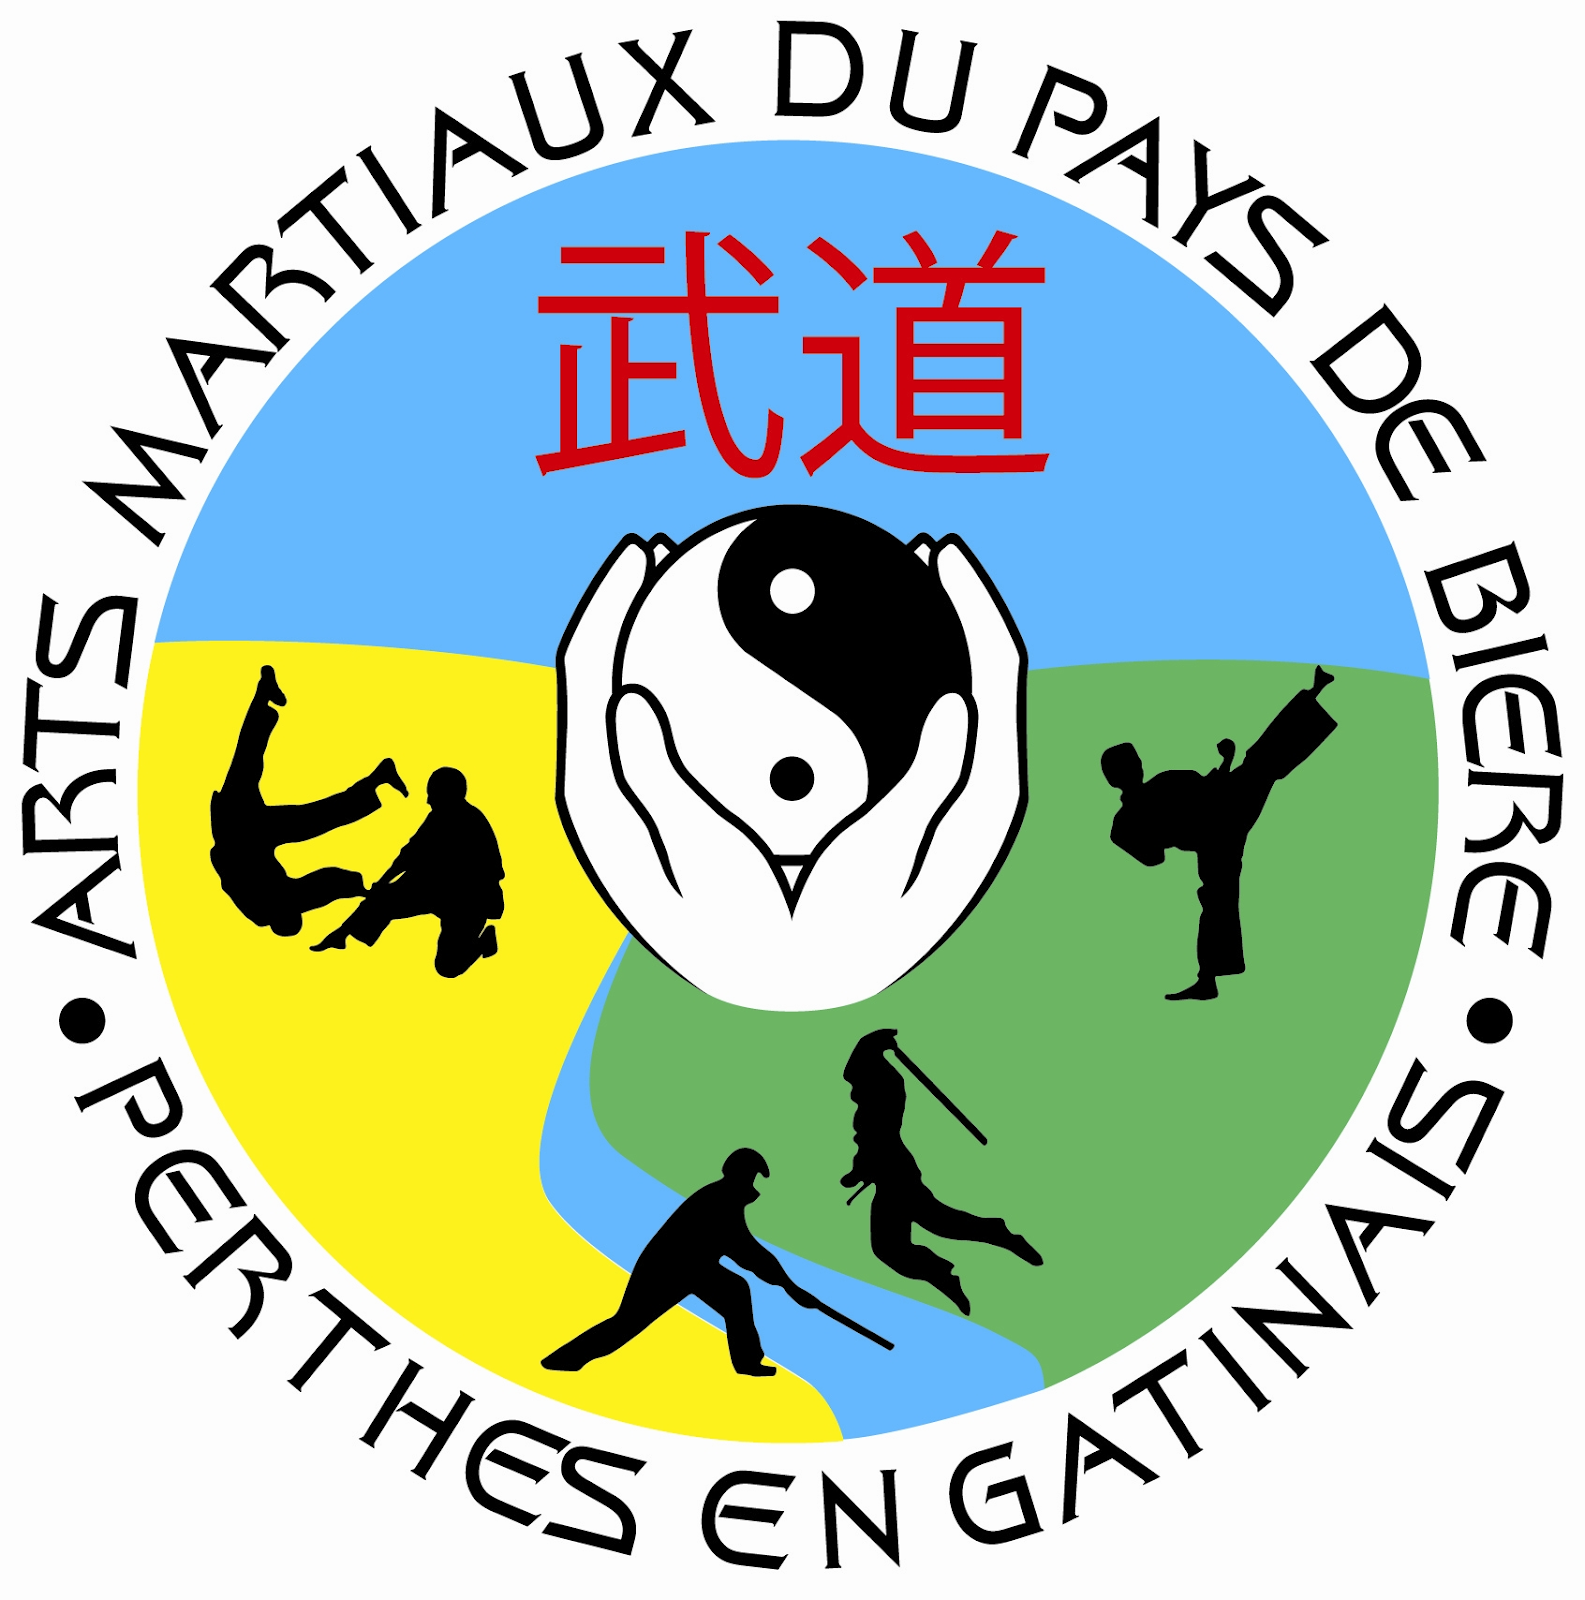 ARTS MARTIAUX DU PAYS DE BIERE
武道
• PERTHES EN GATINAIS •